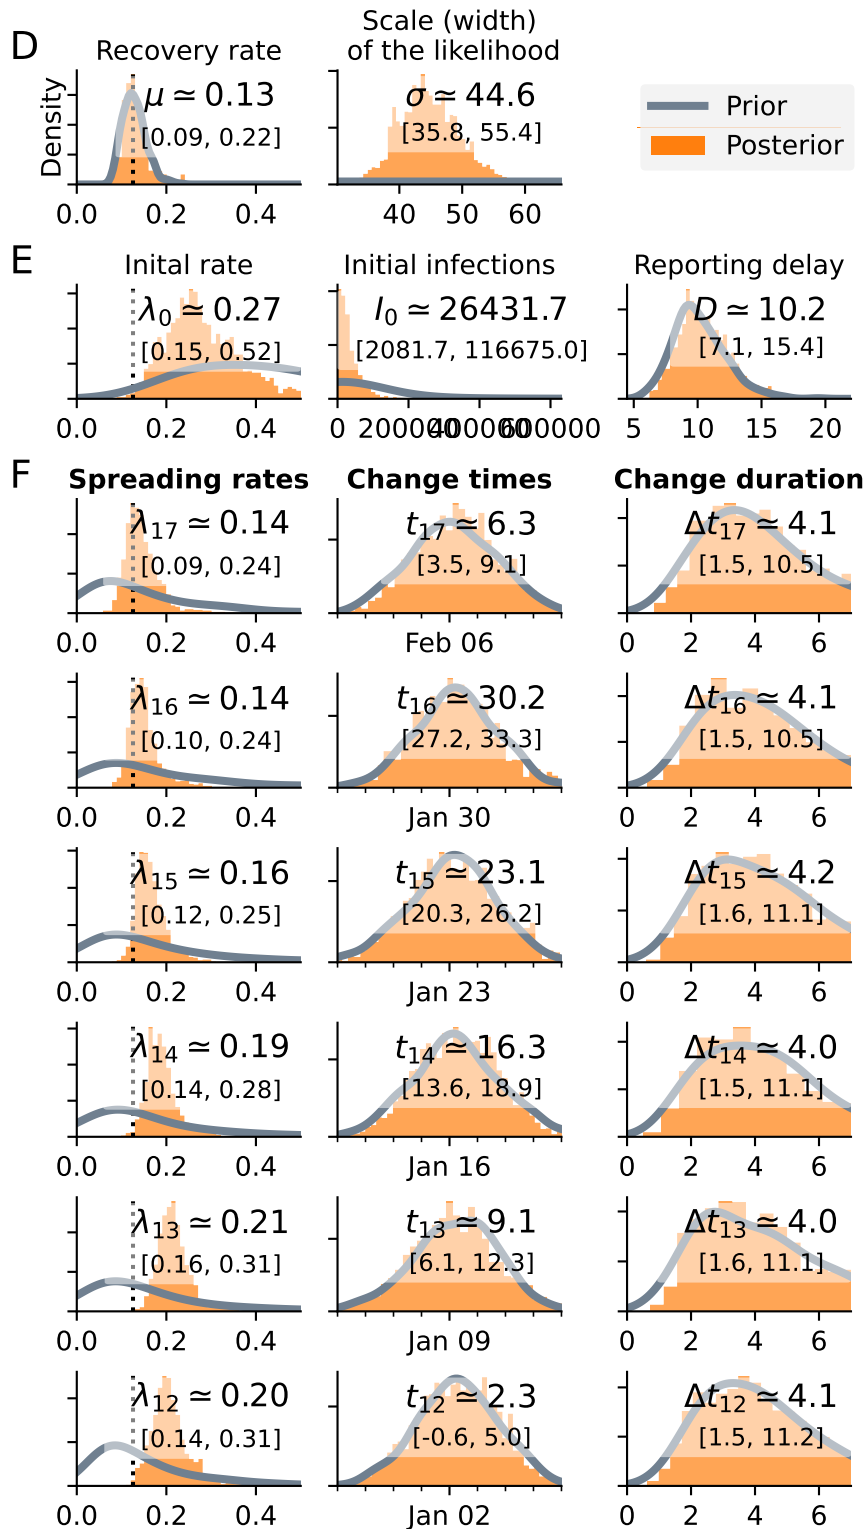 D
Recovery rate
Scale (width)
of the likelihood
Density
μ ≃ 0.13
[0.09, 0.22]
σ ≃ 44.6
[35.8, 55.4]
Prior
Posterior
0.0 0.2 0.4
40 50 60
E
Inital rate
Initial infections
Reporting delay
λ₀ ≃ 0.27
[0.15, 0.52]
I₀ ≃ 26431.7
[2081.7, 116675.0]
D ≃ 10.2
[7.1, 15.4]
0.0 0.2 0.4
0 200000 400000 600000
5 10 15 20
F
Spreading rates Change times Change duration
λ₁₇ ≃ 0.14
[0.09, 0.24]
t₁₇ ≃ 6.3
[3.5, 9.1]
Δt₁₇ ≃ 4.1
[1.5, 10.5]
0.0 0.2 0.4
Feb 06
0 2 4 6
λ₁₆ ≃ 0.14
[0.10, 0.24]
t₁₆ ≃ 30.2
[27.2, 33.3]
Δt₁₆ ≃ 4.1
[1.5, 10.5]
0.0 0.2 0.4
Jan 30
0 2 4 6
λ₁₅ ≃ 0.16
[0.12, 0.25]
t₁₅ ≃ 23.1
[20.3, 26.2]
Δt₁₅ ≃ 4.2
[1.6, 11.1]
0.0 0.2 0.4
Jan 23
0 2 4 6
λ₁₄ ≃ 0.19
[0.14, 0.28]
t₁₄ ≃ 16.3
[13.6, 18.9]
Δt₁₄ ≃ 4.0
[1.5, 11.1]
0.0 0.2 0.4
Jan 16
0 2 4 6
λ₁₃ ≃ 0.21
[0.16, 0.31]
t₁₃ ≃ 9.1
[6.1, 12.3]
Δt₁₃ ≃ 4.0
[1.6, 11.1]
0.0 0.2 0.4
Jan 09
0 2 4 6
λ₁₂ ≃ 0.20
[0.14, 0.31]
t₁₂ ≃ 2.3
[-0.6, 5.0]
Δt₁₂ ≃ 4.1
[1.5, 11.2]
0.0 0.2 0.4
Jan 02
0 2 4 6